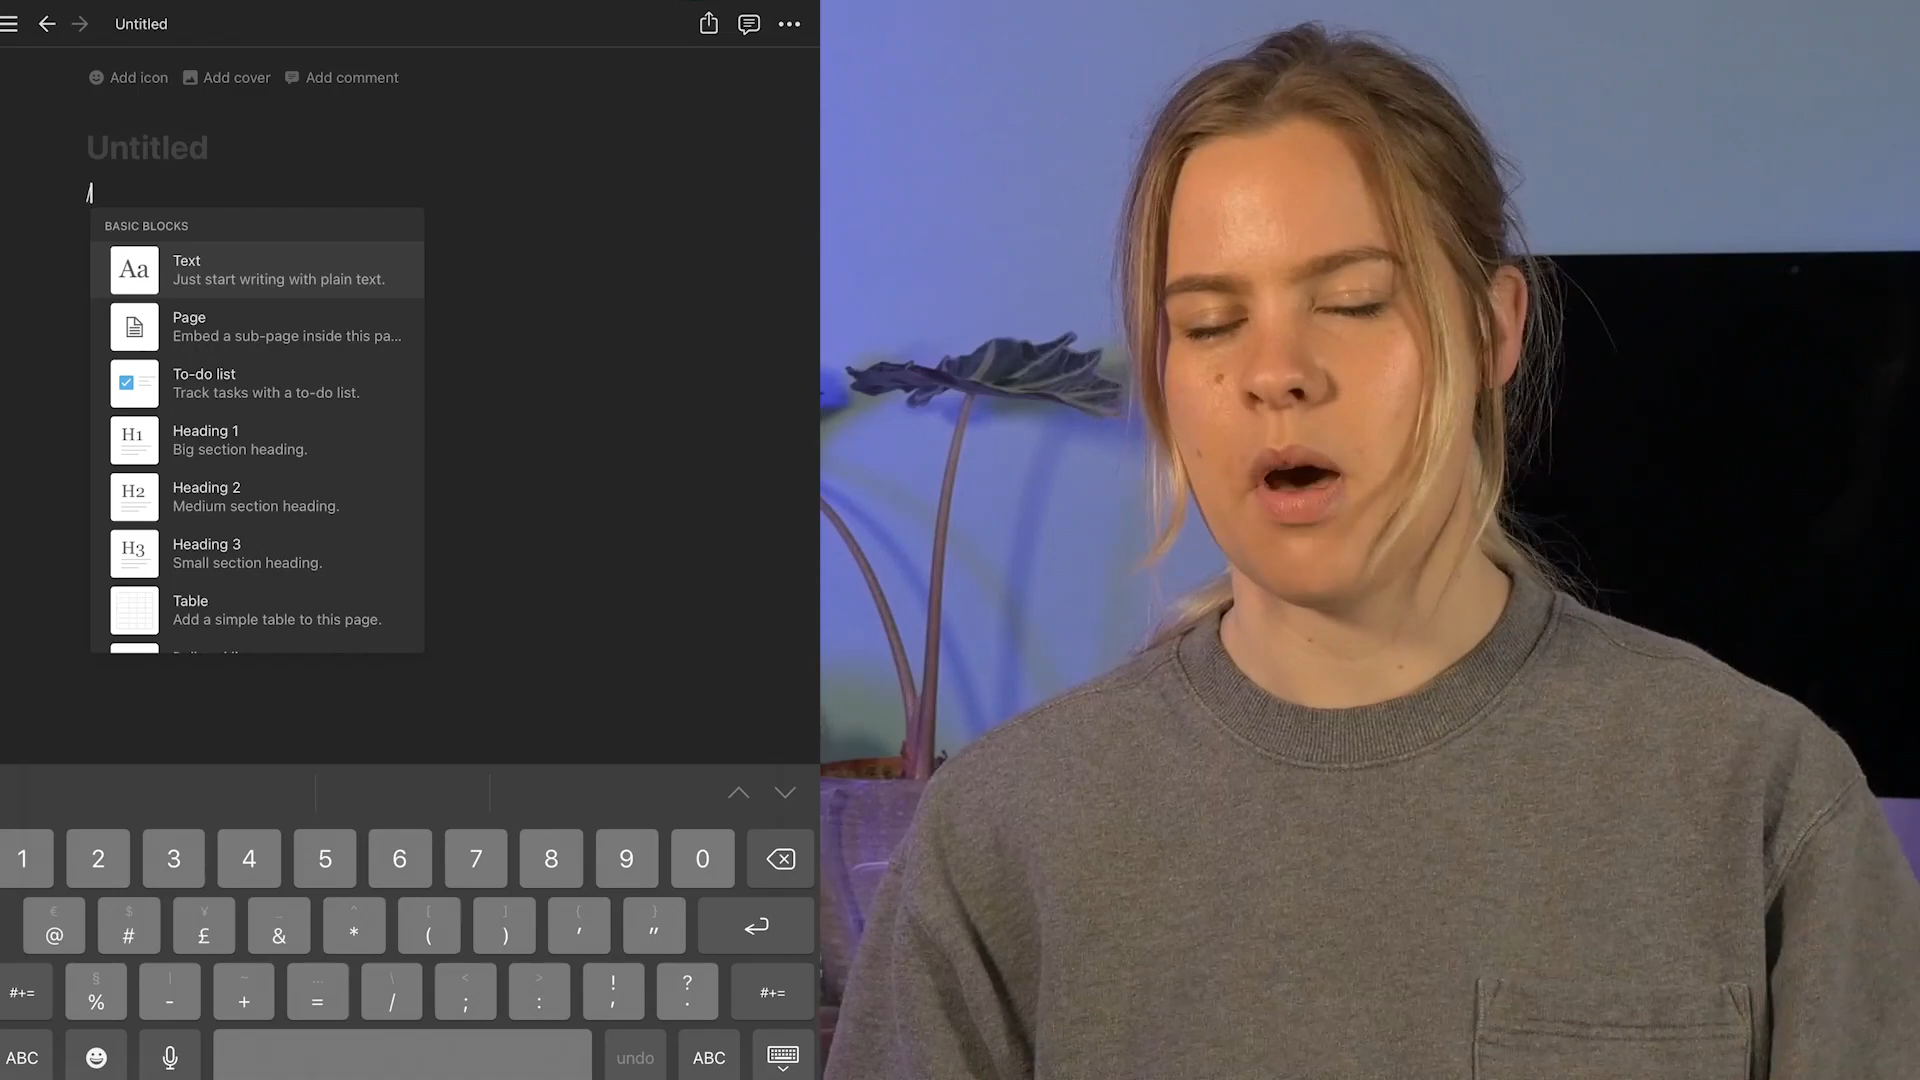 Untitled
Add icon Add cover Add comment
Untitled
/
BASIC BLOCKS
Aa
Text
Just start writing with plain text.
Page
Embed a sub-page inside this pa...
To-do list
Track tasks with a to-do list.
H1
Heading 1
Big section heading.
H2
Heading 2
Medium section heading.
H3
Heading 3
Small section heading.
Table
Add a simple table to this page.
1 2 3 4 5 6 7 8 9 0
€ $ ¥ _ ^ [ ] { }
@ # £ & * ( ) ' "
§ | ~ … \ < > ! ?
#+= % - + = / ; : , . #+=
ABC undo ABC